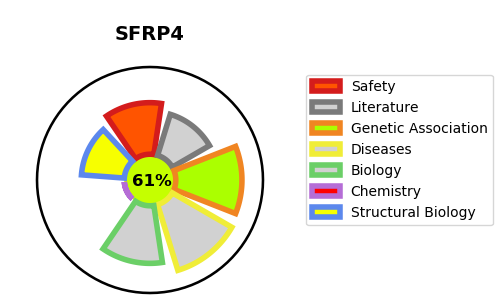 SFRP4
61%
Safety
Literature
Genetic Association
Diseases
Biology
Chemistry
Structural Biology